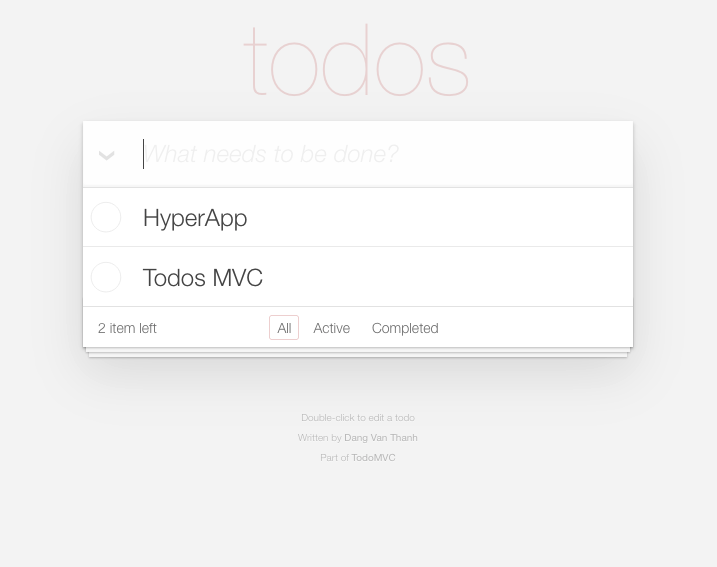 todos
What needs to be done?
HyperApp
Todos MVC
2 item left All Active Completed
Double-click to edit a todo
Written by Dang Van Thanh
Part of TodoMVC